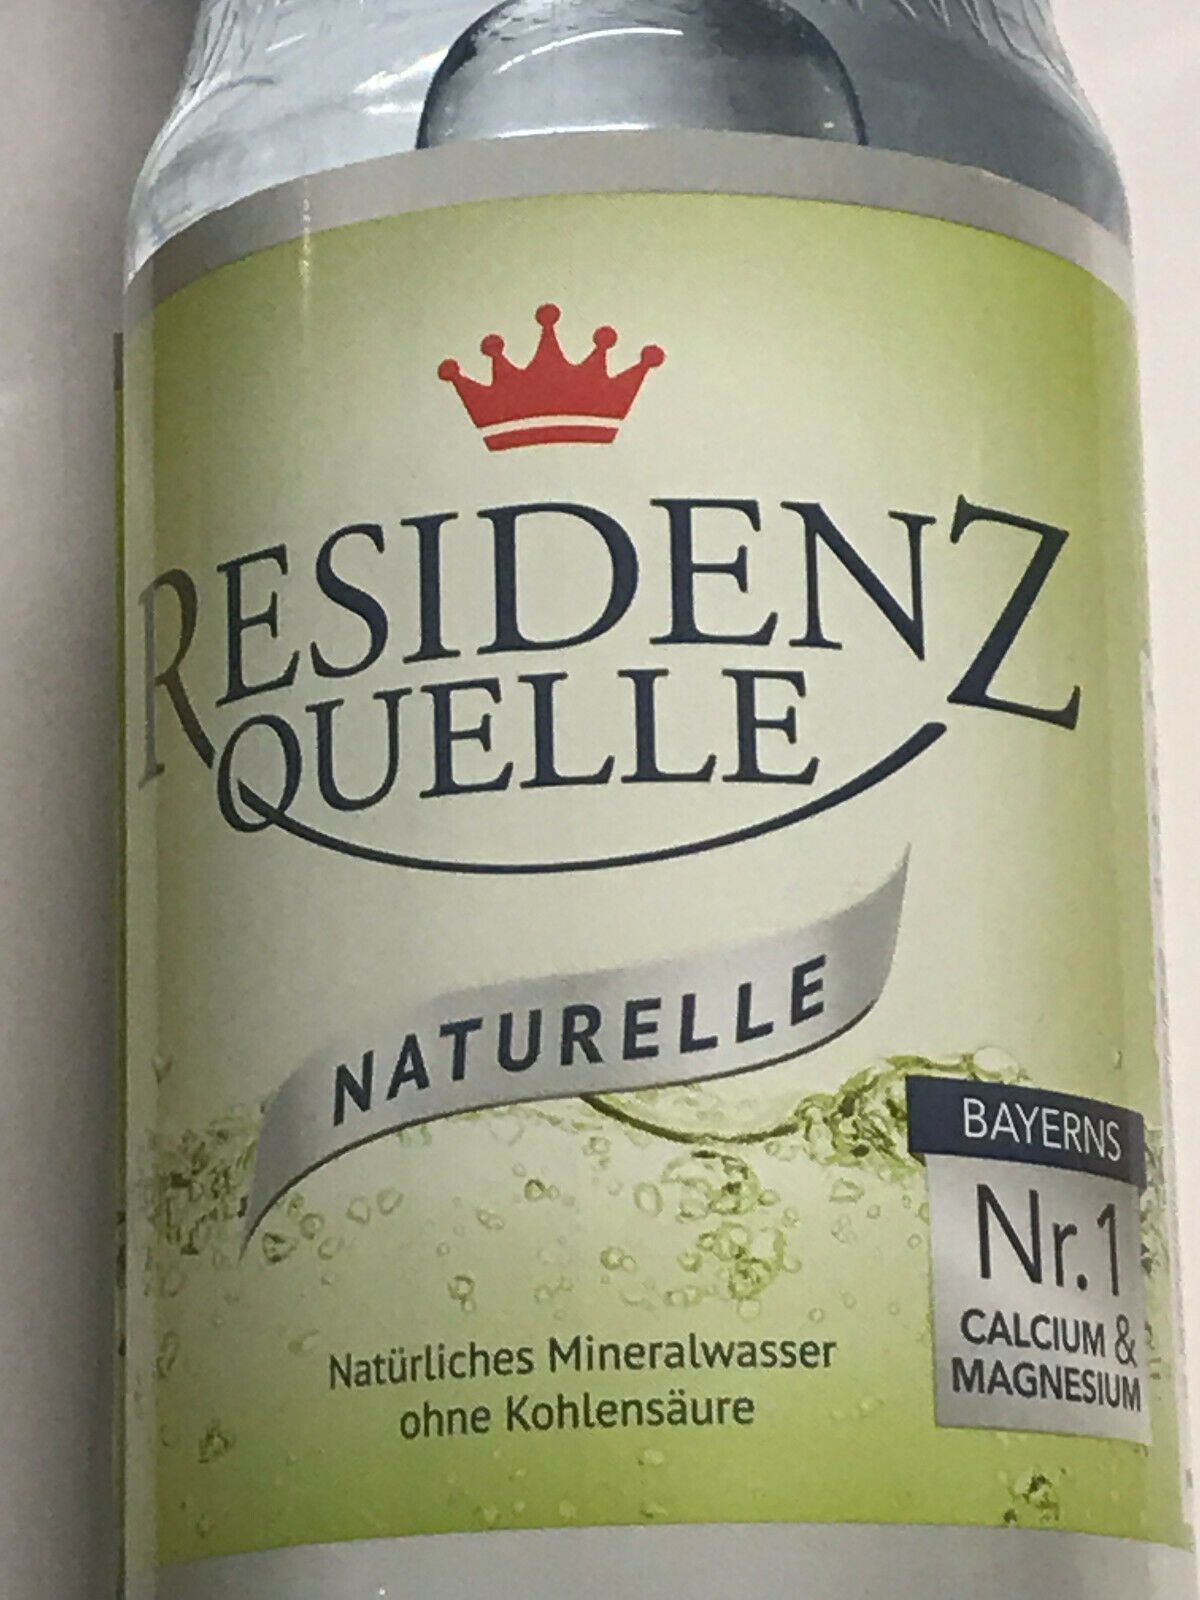 RESIDENZ
QUELLE
NATURELLE
BAYERNS
Nr.1
CALCIUM &
MAGNESIUM
Natürliches Mineralwasser
ohne Kohlensäure